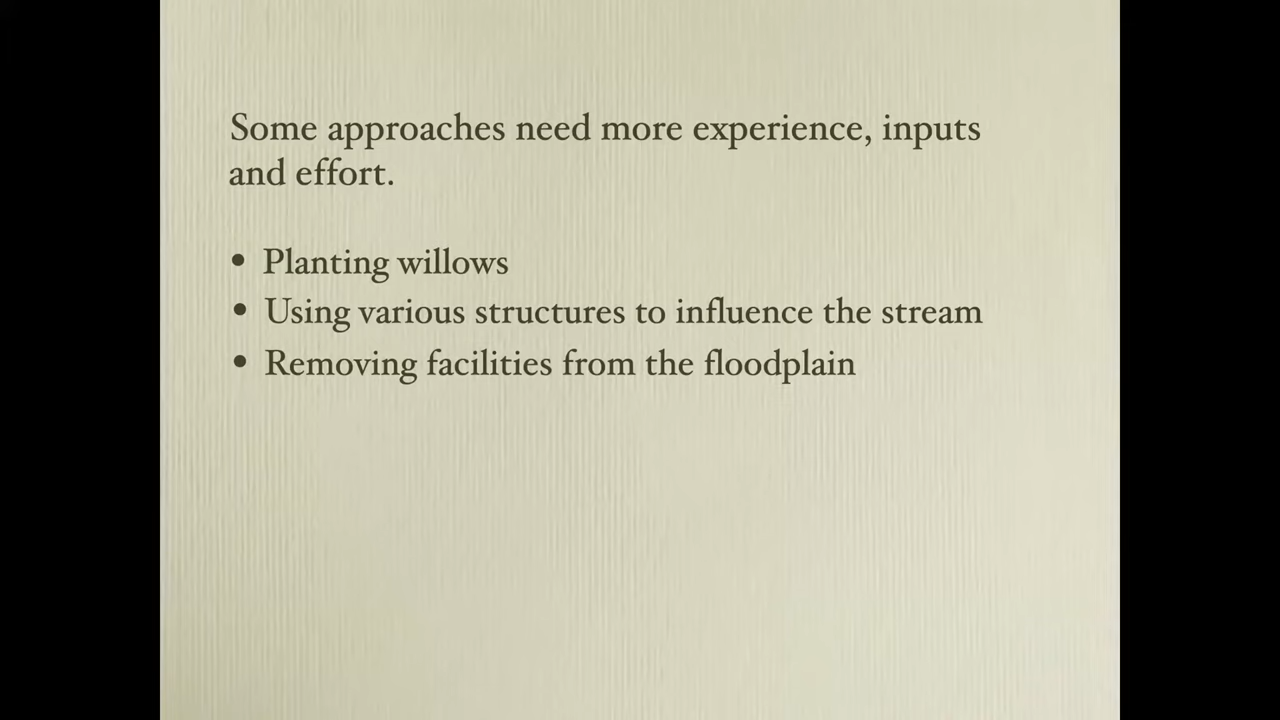 Some approaches need more experience, inputs
and effort.
• Planting willows
• Using various structures to influence the stream
• Removing facilities from the floodplain